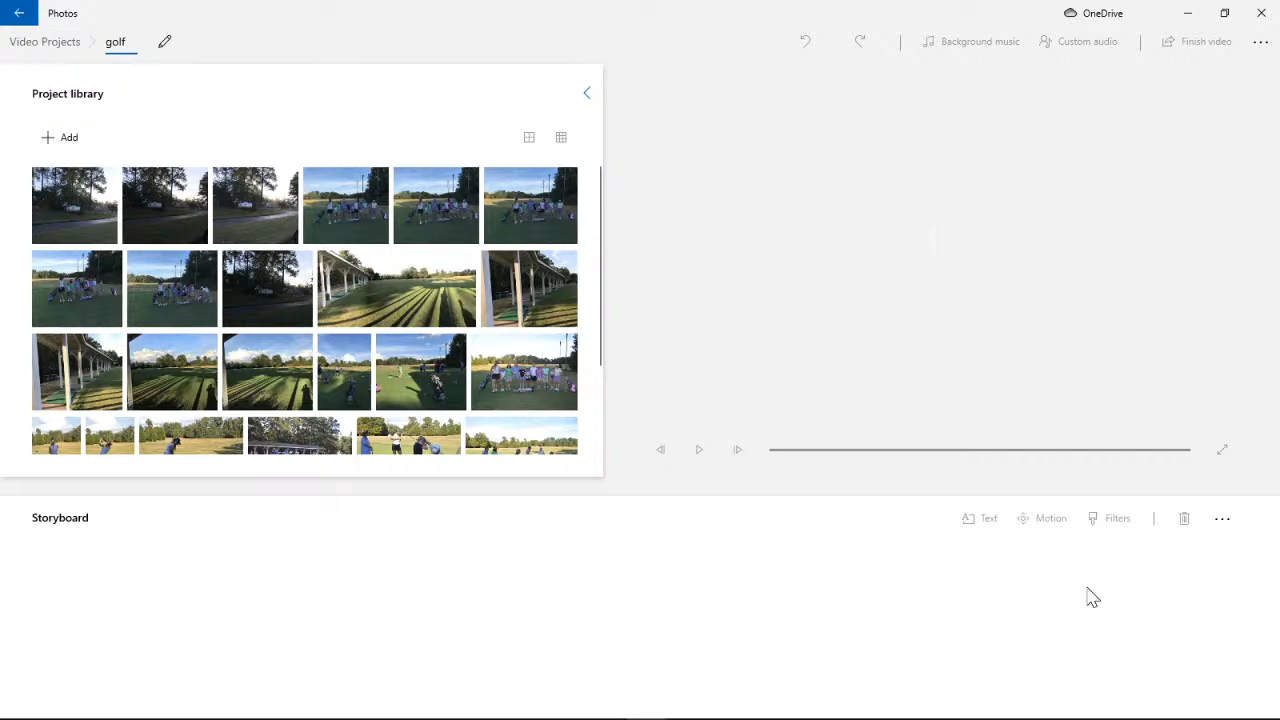 Photos
OneDrive
Video Projects
golf
Background music
Custom audio
Finish video
Project library
Add
Storyboard
Text
Motion
Filters